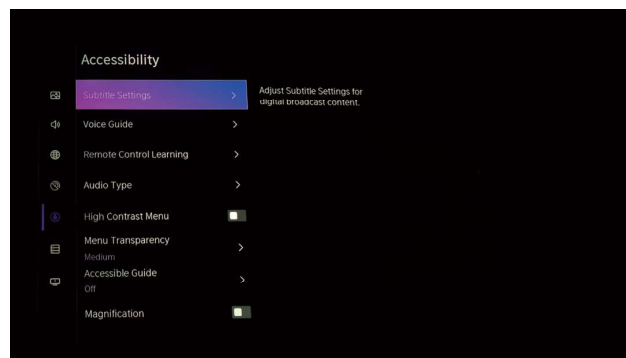 Accessibility
Subtitle Settings
Adjust Subtitle Settings for
digital broadcast content.
Voice Guide
Remote Control Learning
Audio Type
High Contrast Menu
Menu Transparency
Medium
Accessible Guide
Off
Magnification